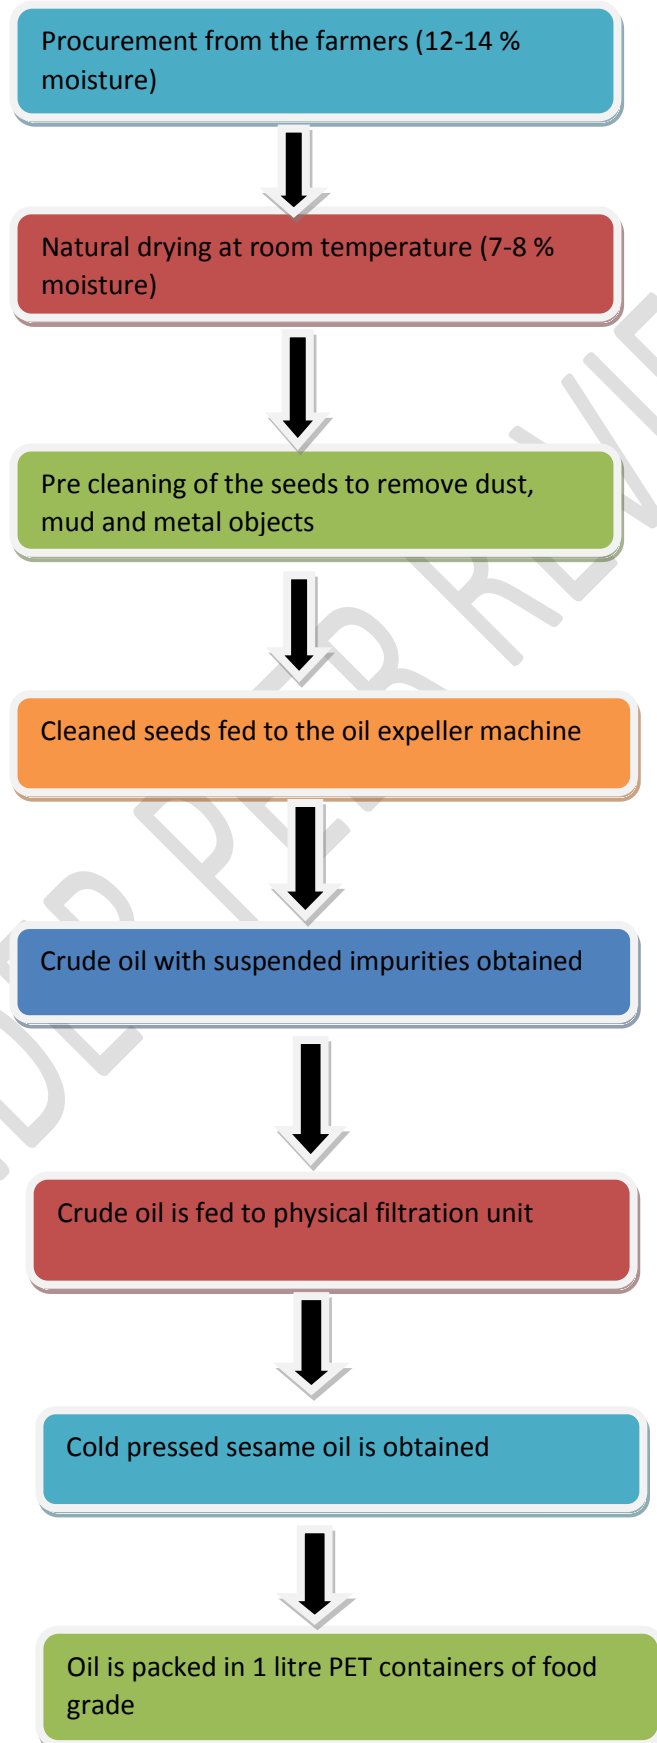 Procurement from the farmers (12-14 %
moisture)
Natural drying at room temperature (7-8 %
moisture)
Pre cleaning of the seeds to remove dust,
mud and metal objects
Cleaned seeds fed to the oil expeller machine
Crude oil with suspended impurities obtained
Crude oil is fed to physical filtration unit
Cold pressed sesame oil is obtained
Oil is packed in 1 litre PET containers of food
grade